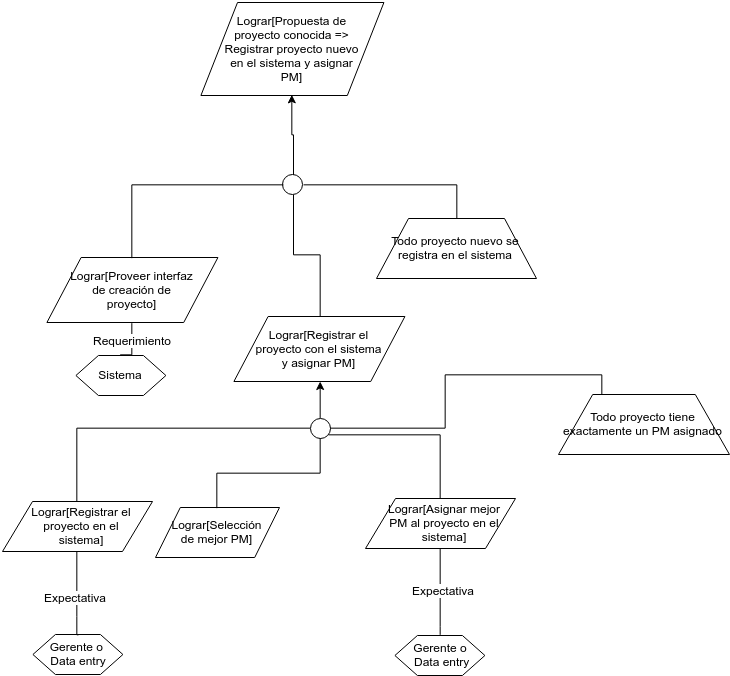 Lograr[Propuesta de
proyecto conocida =>
Registrar proyecto nuevo
en el sistema y asignar
PM]
Todo proyecto nuevo se
registra en el sistema
Lograr[Proveer interfaz
de creación de
proyecto]
Requerimiento
Sistema
Lograr[Registrar el
proyecto con el sistema
y asignar PM]
Todo proyecto tiene
exactamente un PM asignado
Lograr[Registrar el
proyecto en el
sistema]
Lograr[Selección
de mejor PM]
Lograr[Asignar mejor
PM al proyecto en el
sistema]
Expectativa
Expectativa
Gerente o
Data entry
Gerente o
Data entry